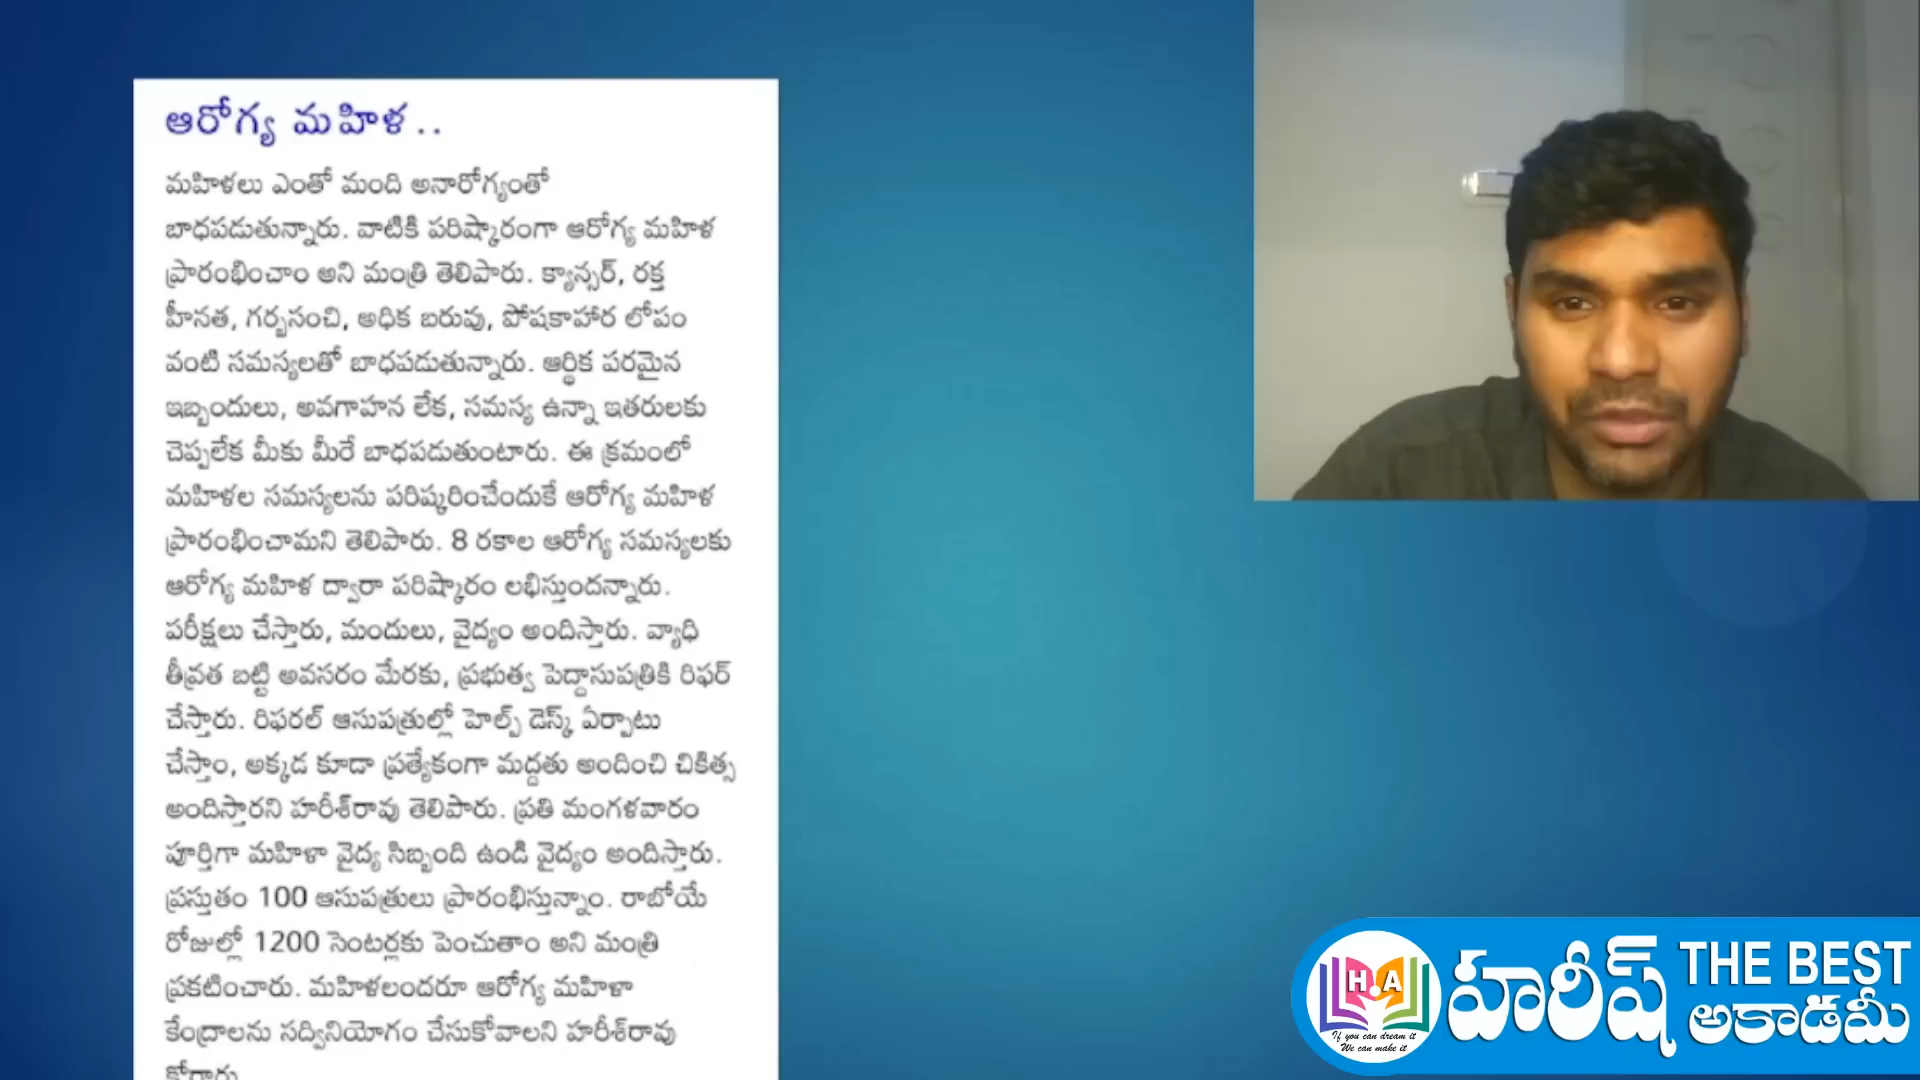 ఆరోగ్య మహిళ..
మహిళలు ఎంతో మంది అనారోగ్యంతో
బాధపడుతున్నారు. వాటికి పరిష్కారంగా ఆరోగ్య మహిళ
ప్రారంభించాం అని మంత్రి తెలిపారు. క్యాన్సర్, రక్త
హీనత, గర్భసంచి, అధిక బరువు, పోషకాహార లోపం
వంటి సమస్యలతో బాధపడుతున్నారు. ఆర్థిక పరమైన
ఇబ్బందులు, అవగాహన లేక, సమస్య ఉన్నా ఇతరులకు
చెప్పలేక మీకు మీరే బాధపడుతుంటారు. ఈ క్రమంలో
మహిళల సమస్యలను పరిష్కరించేందుకే ఆరోగ్య మహిళ
ప్రారంభించామని తెలిపారు. 8 రకాల ఆరోగ్య సమస్యలకు
ఆరోగ్య మహిళ ద్వారా పరిష్కారం లభిస్తుందన్నారు.
పరీక్షలు చేస్తారు, మందులు, వైద్యం అందిస్తారు. వ్యాధి
తీవ్రత బట్టి అవసరం మేరకు, ప్రభుత్వ పెద్దాసుపత్రికి రిఫర్
చేస్తారు. రిఫరల్ ఆసుపత్రుల్లో హెల్ప్ డెస్క్ ఏర్పాటు
చేస్తాం, అక్కడ కూడా ప్రత్యేకంగా మద్దతు అందించి చికిత్స
అందిస్తారని హరీశ్‌రావు తెలిపారు. ప్రతి మంగళవారం
పూర్తిగా మహిళా వైద్య సిబ్బంది ఉండి వైద్యం అందిస్తారు.
ప్రస్తుతం 100 ఆసుపత్రులు ప్రారంభిస్తున్నాం. రాబోయే
రోజుల్లో 1200 సెంటర్లకు పెంచుతాం అని మంత్రి
ప్రకటించారు. మహిళలందరూ ఆరోగ్య మహిళా
కేంద్రాలను సద్వినియోగం చేసుకోవాలని హరీశ్‌రావు
H.A
If you can dream it
We can make it
హరీష్
THE BEST
అకాడమీ